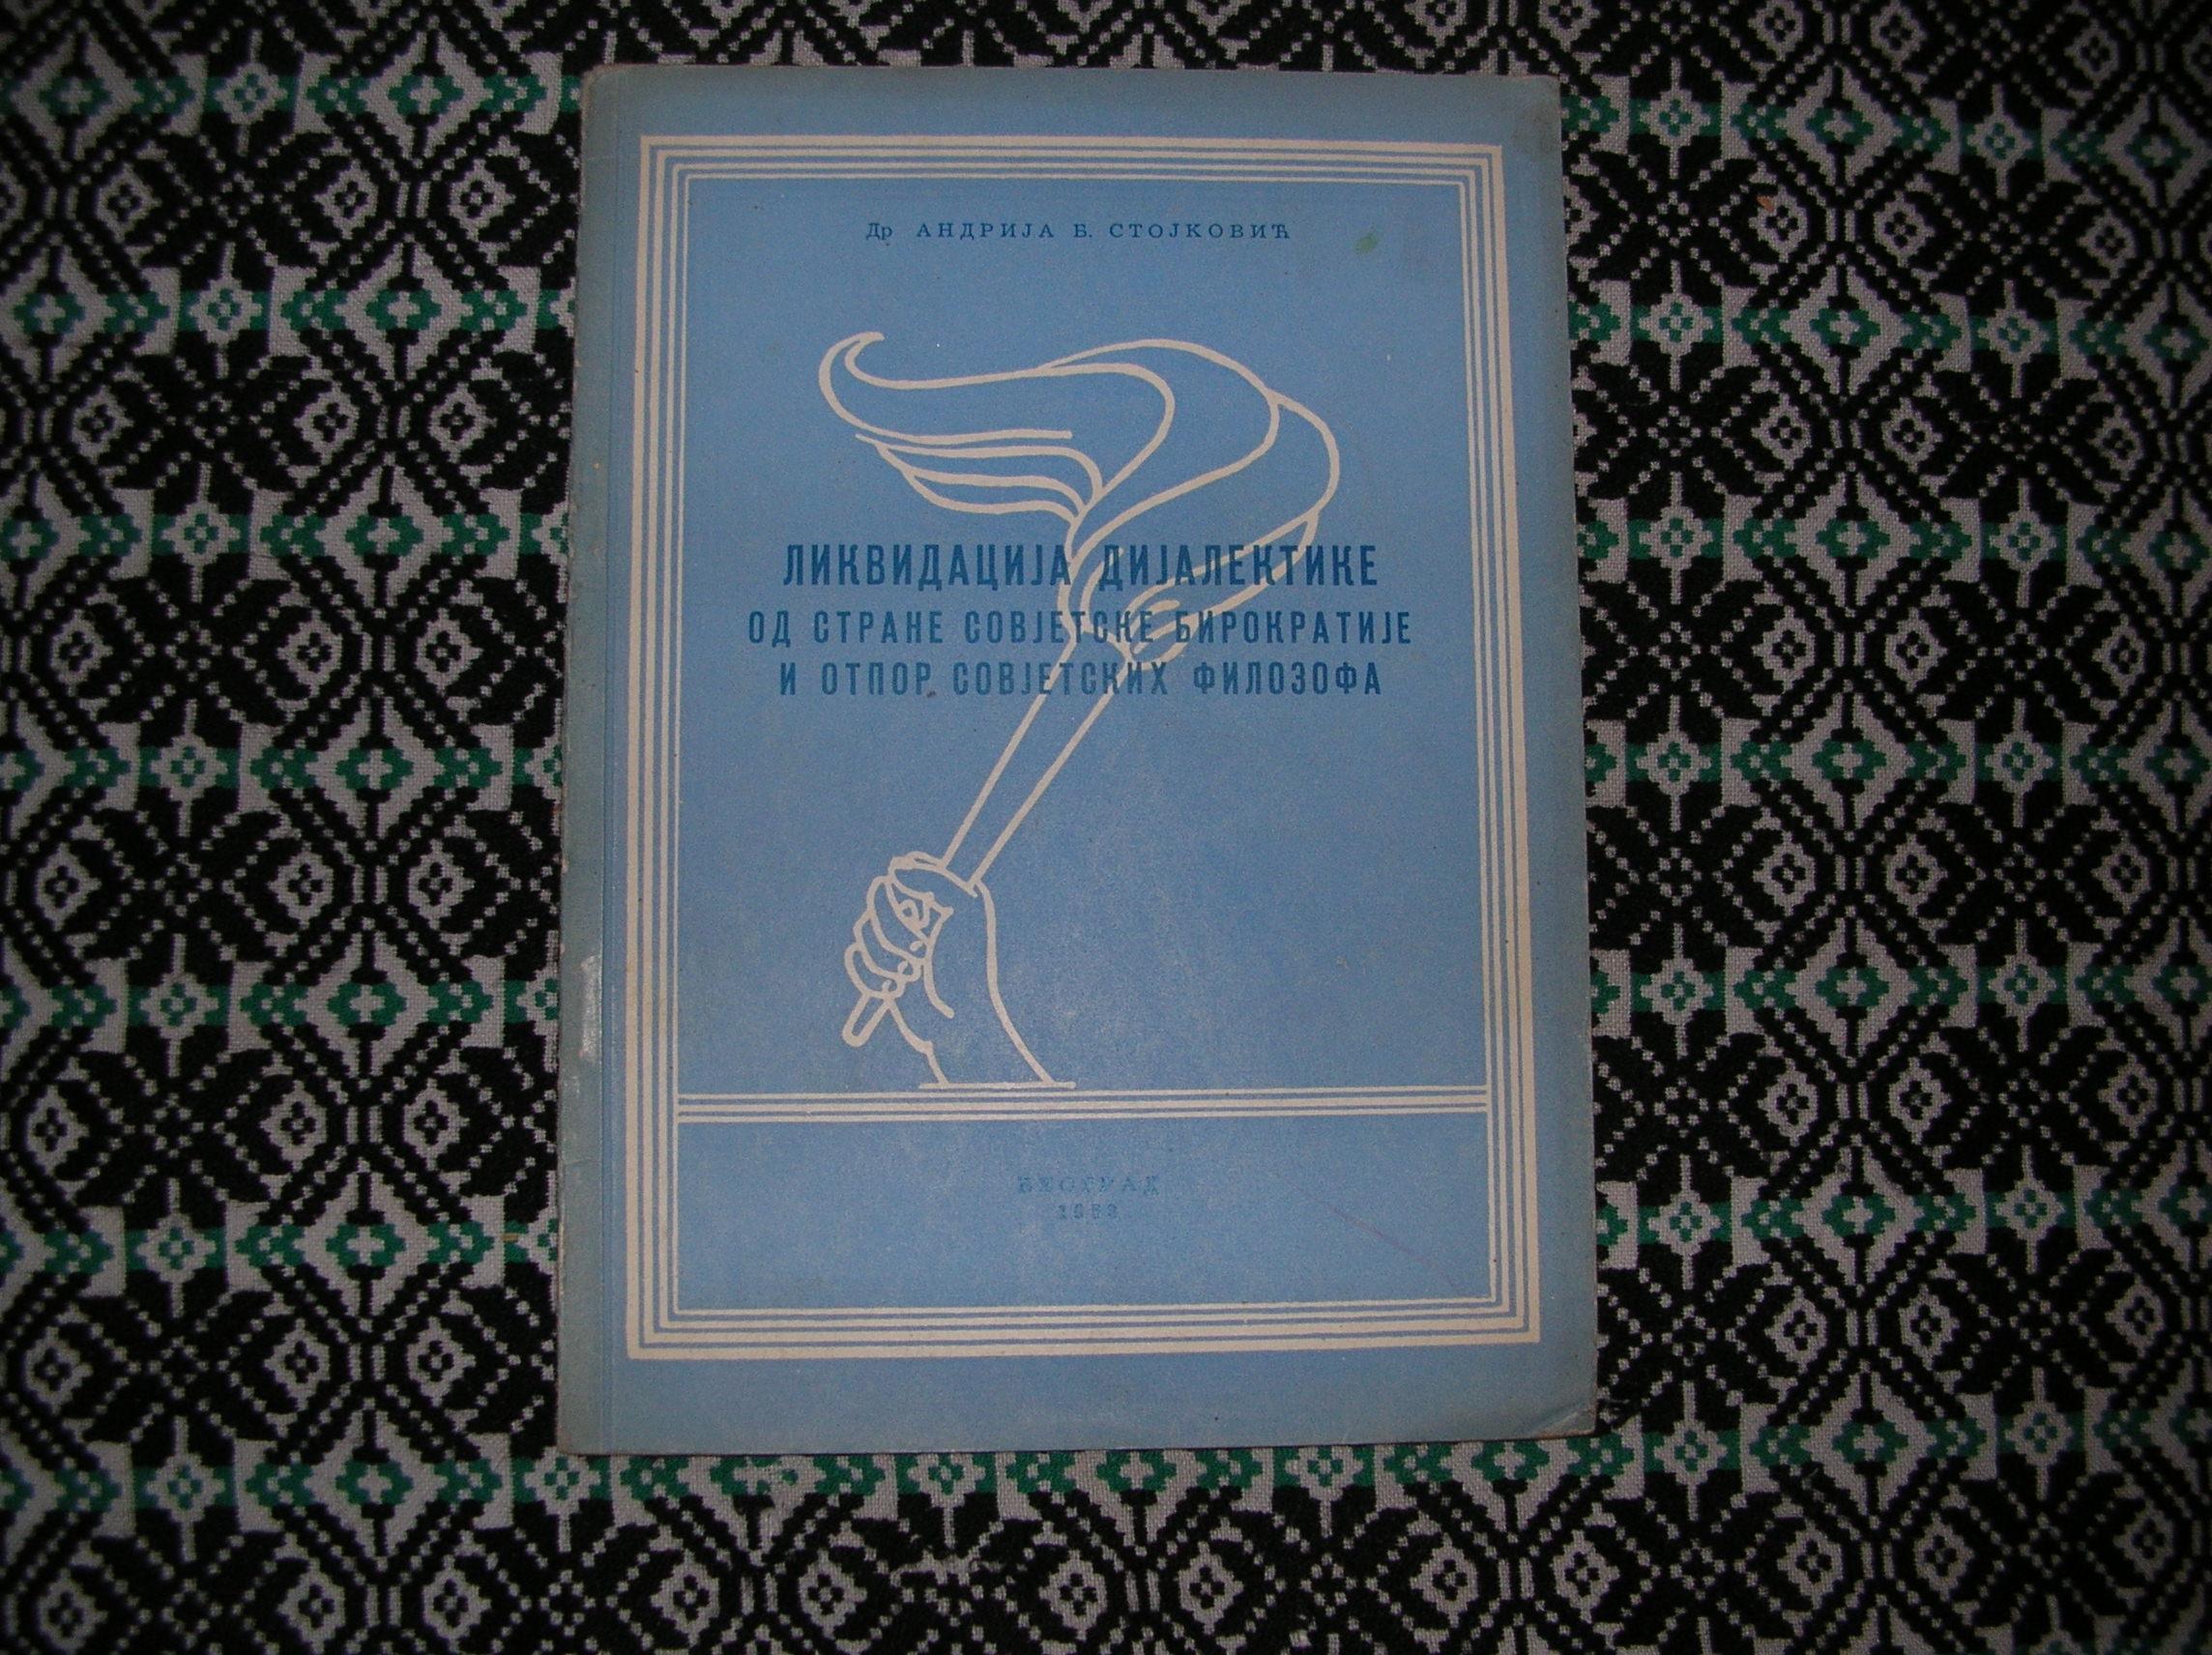 Др АНДРИЈА Б. СТОЈКОВИЋ
ЛИКВИДАЦИЈА ДИЈАЛЕКТИКЕ
ОД СТРАНЕ СОВЈЕТСКЕ БИРОКРАТИЈЕ
И ОТПОР СОВЈЕТСКИХ ФИЛОЗОФА
БЕОГРАД